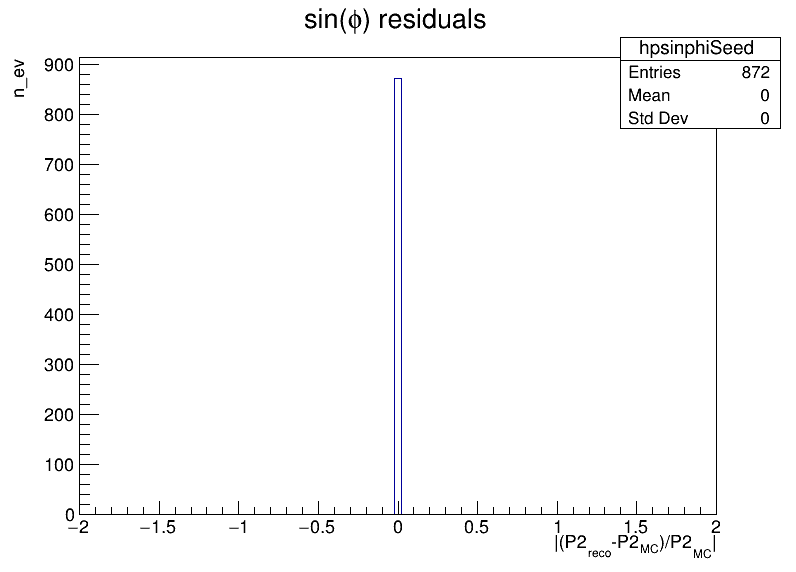 sin(ϕ) residuals
hpsinphiSeed
Entries 872
Mean 0
Std Dev 0
n_ev
900
800
700
600
500
400
300
200
100
0
−2 −1.5 −1 −0.5 0 0.5 1 1.5 2
|(P2reco-P2MC)/P2MC|